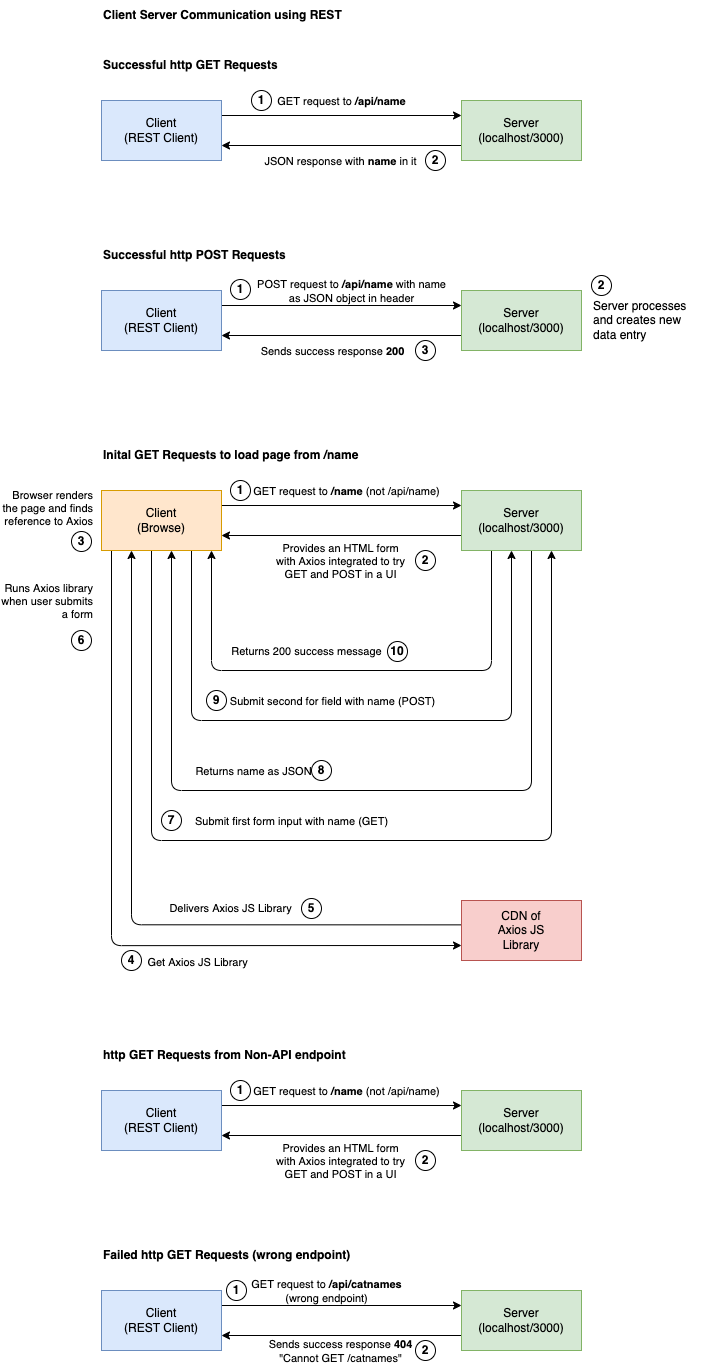 Client Server Communication using REST
Successful http GET Requests
1 GET request to /api/name
Client
(REST Client)
Server
(localhost/3000)
JSON response with name in it 2
Successful http POST Requests
1 POST request to /api/name with name
as JSON object in header
2
Server processes
and creates new
data entry
Client
(REST Client)
Server
(localhost/3000)
Sends success response 200 3
Inital GET Requests to load page from /name
Browser renders
the page and finds
reference to Axios
3
1 GET request to /name (not /api/name)
Client
(Browse)
Server
(localhost/3000)
Provides an HTML form
with Axios integrated to try
GET and POST in a UI
2
Runs Axios library
when user submits
a form
6
Returns 200 success message 10
9 Submit second for field with name (POST)
Returns name as JSON 8
7 Submit first form input with name (GET)
Delivers Axios JS Library 5
CDN of
Axios JS
Library
4 Get Axios JS Library
http GET Requests from Non-API endpoint
1 GET request to /name (not /api/name)
Client
(REST Client)
Server
(localhost/3000)
Provides an HTML form
with Axios integrated to try
GET and POST in a UI
2
Failed http GET Requests (wrong endpoint)
1 GET request to /api/catnames
(wrong endpoint)
Client
(REST Client)
Server
(localhost/3000)
Sends success response 404
"Cannot GET /catnames"
2